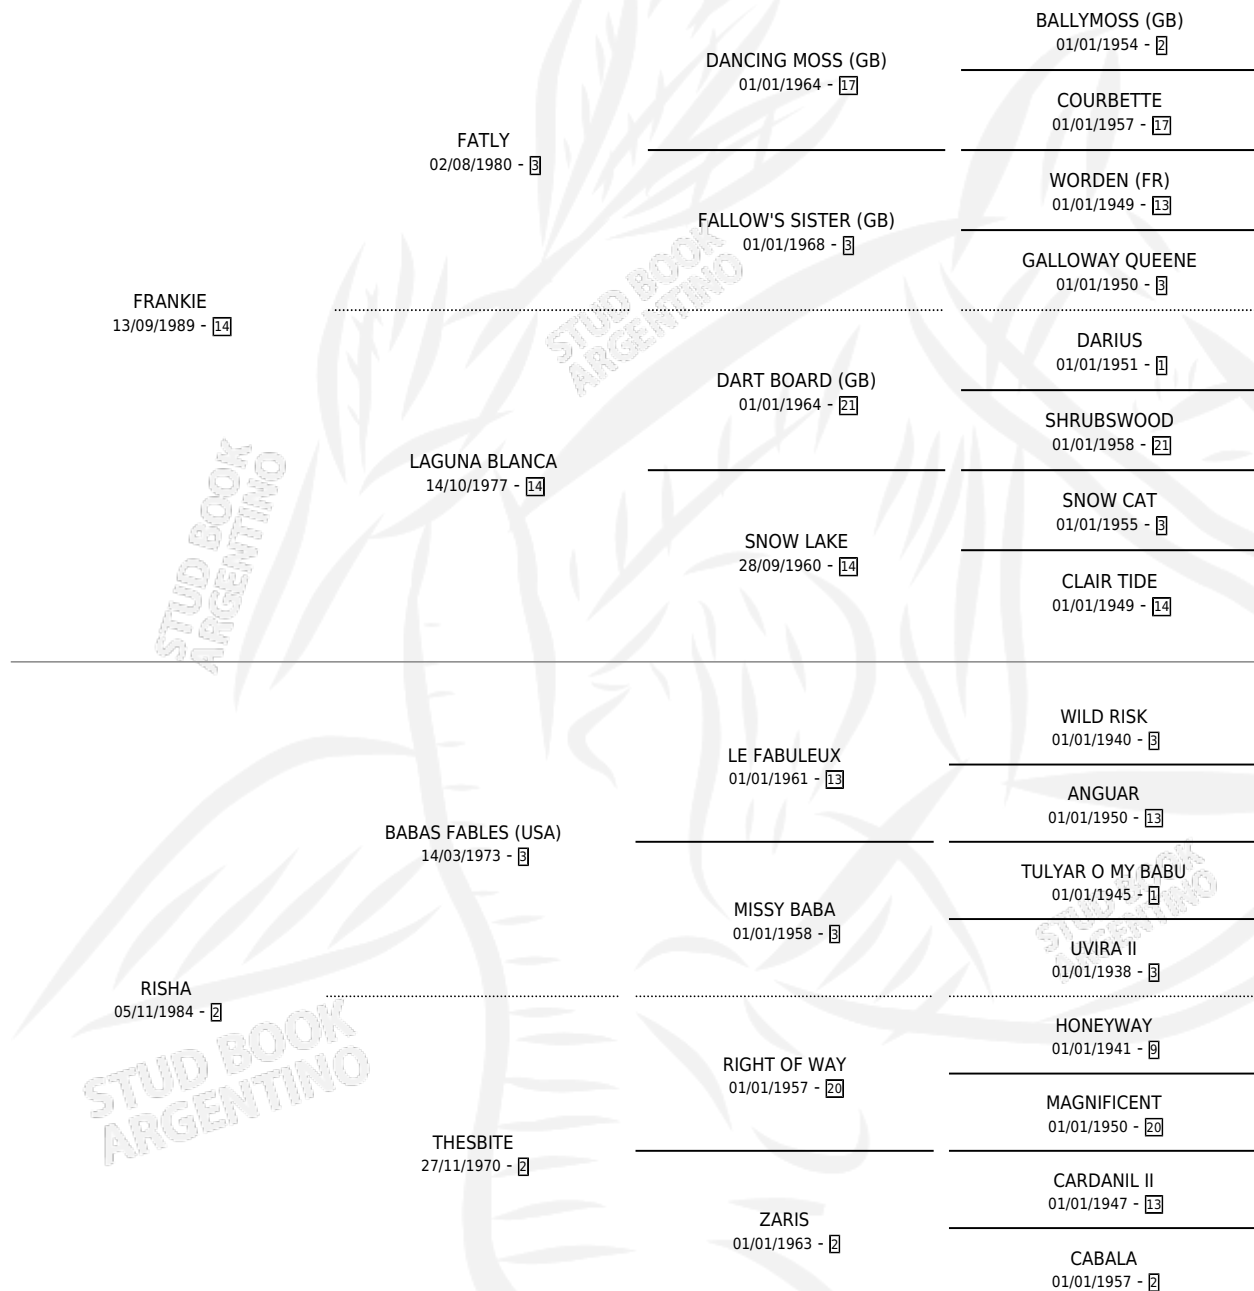 BALLYMOSS (GB)
01/01/1954 - 2
DANCING MOSS (GB)
01/01/1964 - 17
COURBETTE
01/01/1957 - 17
FATLY
02/08/1980 - 3
WORDEN (FR)
01/01/1949 - 13
FALLOW'S SISTER (GB)
01/01/1968 - 3
GALLOWAY QUEENE
01/01/1950 - 3
STUD BOOK
ARGENTINO
FRANKIE
13/09/1989 - 14
DARIUS
01/01/1951 - 1
DART BOARD (GB)
01/01/1964 - 21
SHRUBSWOOD
01/01/1958 - 21
LAGUNA BLANCA
14/10/1977 - 14
SNOW CAT
01/01/1955 - 3
SNOW LAKE
28/09/1960 - 14
CLAIR TIDE
01/01/1949 - 14
STUD BOOK
ARGENTINO
WILD RISK
01/01/1940 - 3
LE FABULEUX
01/01/1961 - 13
ANGUAR
01/01/1950 - 13
BABAS FABLES (USA)
14/03/1973 - 3
TULYAR O MY BABU
01/01/1945 - 1
MISSY BABA
01/01/1958 - 3
UVIRA II
01/01/1938 - 3
STUD BOOK
ARGENTINO
RISHA
05/11/1984 - 2
HONEYWAY
01/01/1941 - 9
RIGHT OF WAY
01/01/1957 - 20
MAGNIFICENT
01/01/1950 - 20
STUD BOOK
ARGENTINO
THESBITE
27/11/1970 - 2
CARDANIL II
01/01/1947 - 13
ZARIS
01/01/1963 - 2
CABALA
01/01/1957 - 2